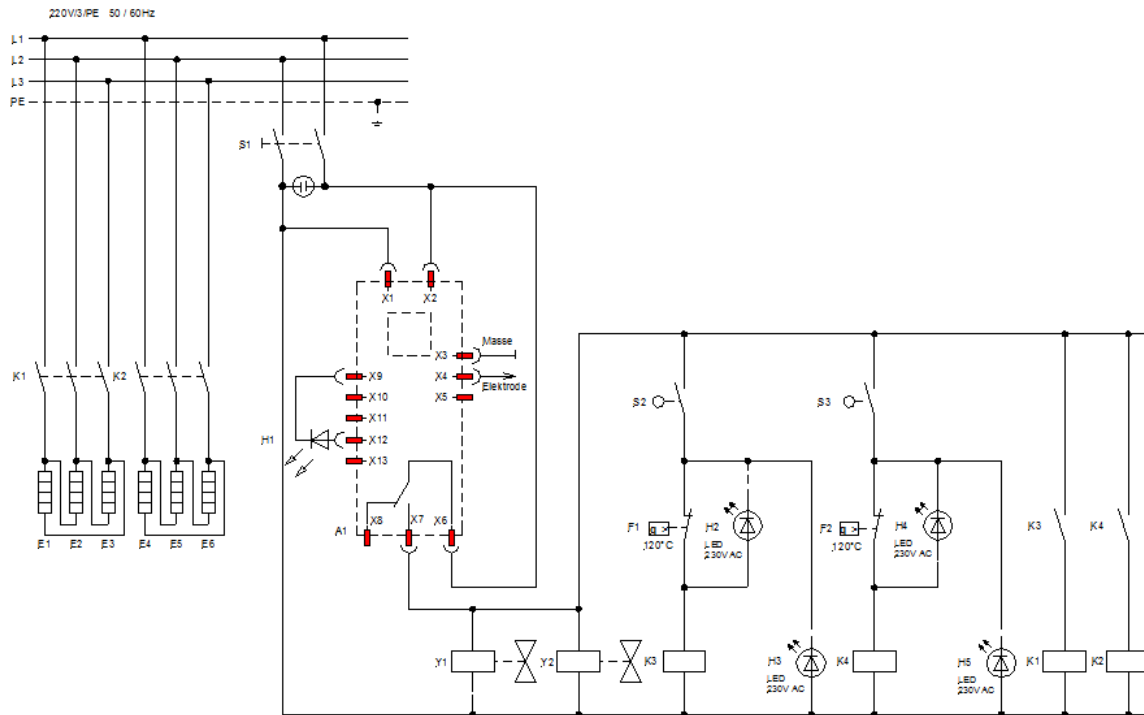 220V/3/PE 50 / 60Hz
L1
L2
L3
PE
S1
X1 X2
Masse
X3
X4
Elektrode
X5
X9
X10
X11
X12
X13
H1
K1 K2
S2 S3
X8 X7 X6
A1
E1 E2 E3 E4 E5 E6
F1
120°C
H2
LED
230V AC
F2
120°C
H4
LED
230V AC
K3 K4
Y1 Y2 K3
H3
LED
230V AC
K4
H5
LED
230V AC
K1 K2